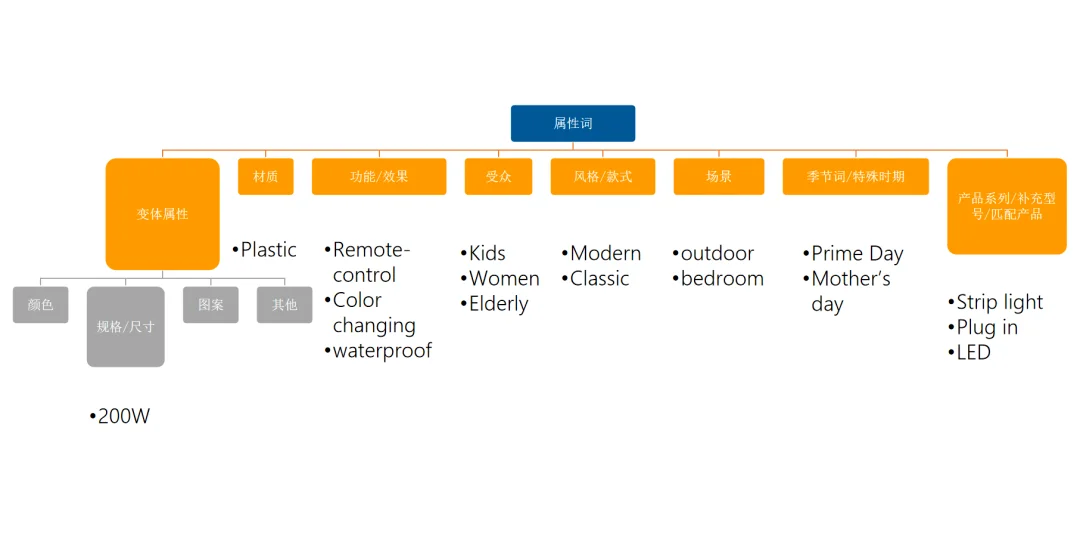 属性词
变体属性
材质
功能/效果
受众
风格/款式
场景
季节词/特殊时期
产品系列/补充型
号/匹配产品
颜色
规格/尺寸
图案
其他
•200W
•Plastic
•Remote-
control
•Color
changing
•waterproof
•Kids
•Women
•Elderly
•Modern
•Classic
•outdoor
•bedroom
•Prime Day
•Mother's
day
•Strip light
•Plug in
•LED